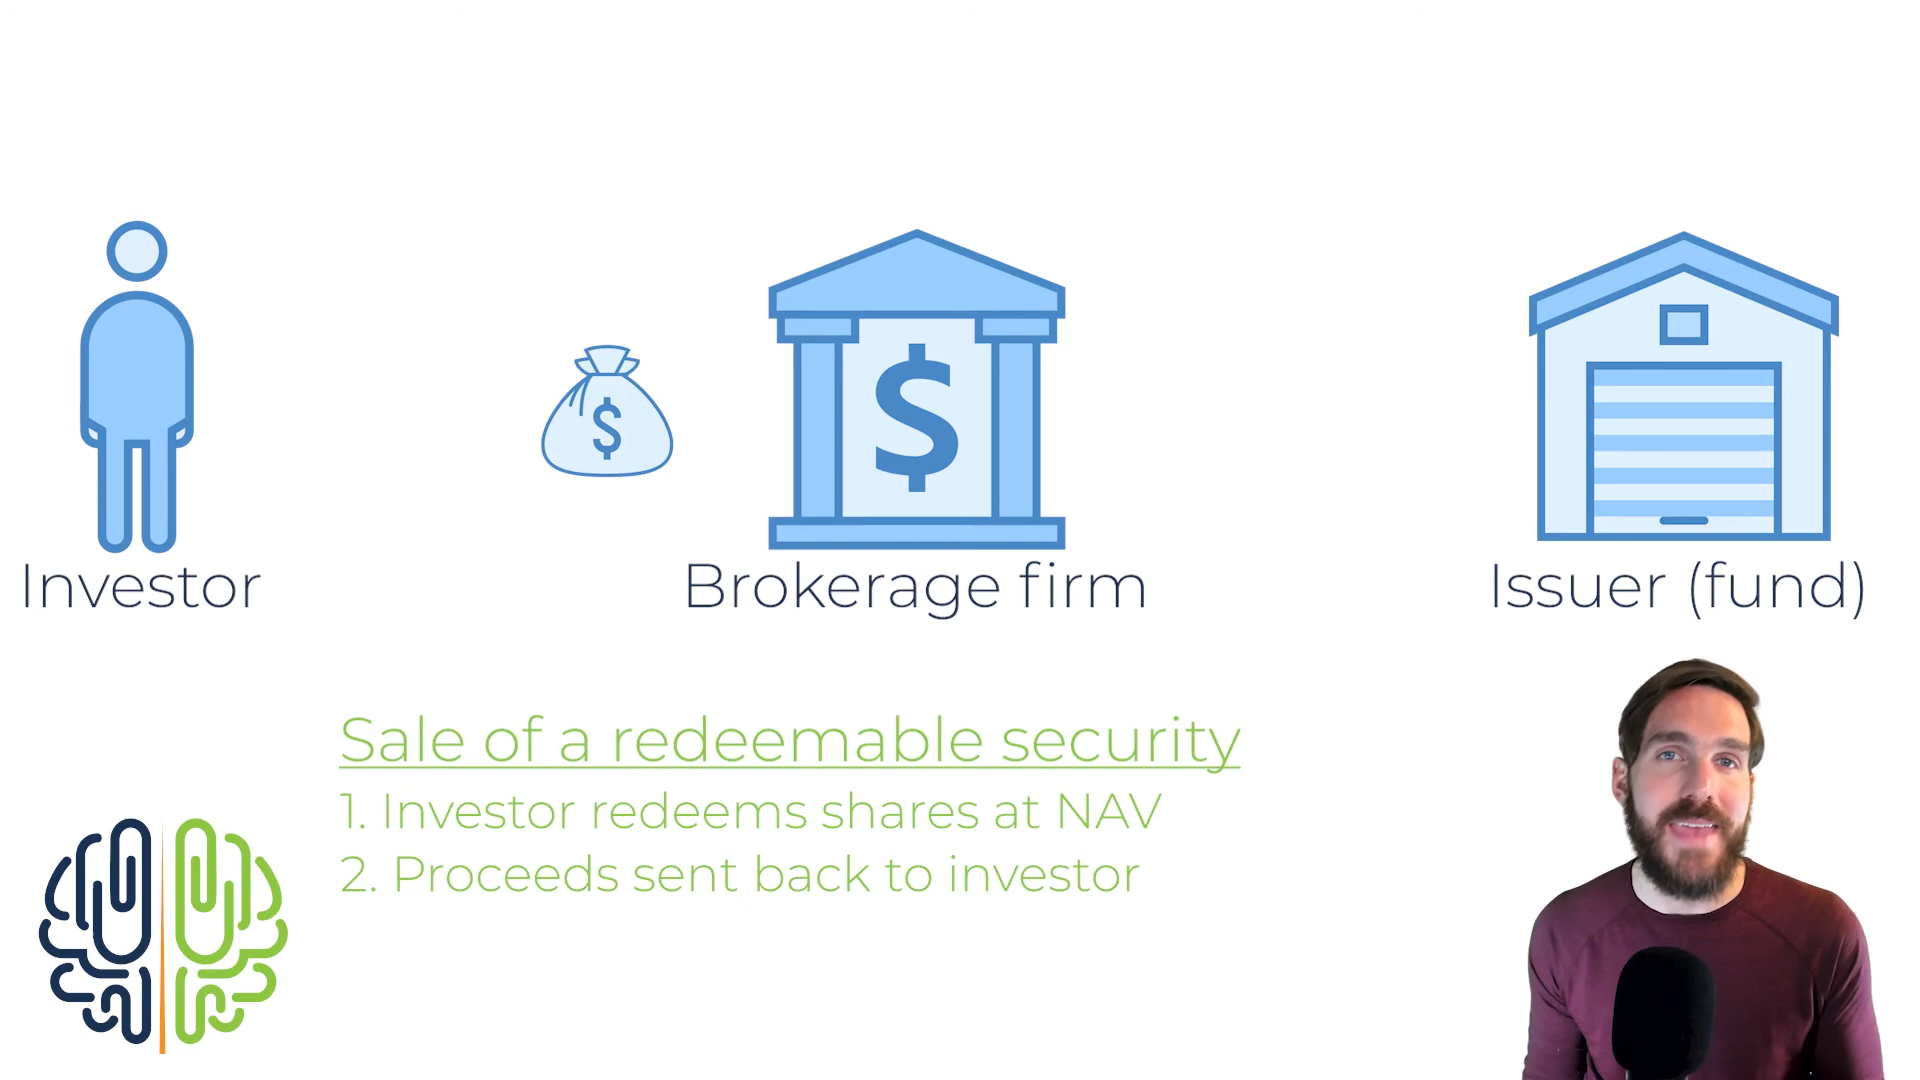 $
$
Investor
Brokerage firm
Issuer (fund)
Sale of a redeemable security
1. Investor redeems shares at NAV
2. Proceeds sent back to investor